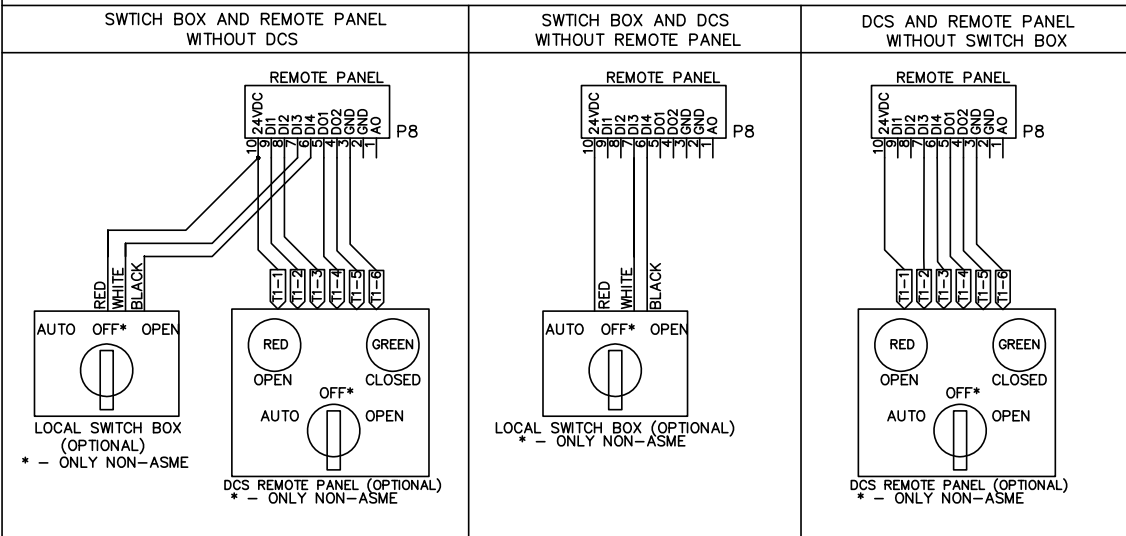 SWTICH BOX AND REMOTE PANEL
WITHOUT DCS
REMOTE PANEL
24VDC
DI1
DI2
DI3
DI4
DO1
DO2
GND
GND
AO
P8
10
9
8
7
6
5
4
3
2
1
RED
WHITE
BLACK
T1-1
T1-2
T1-3
T1-4
T1-5
T1-6
AUTO OFF* OPEN
LOCAL SWITCH BOX
(OPTIONAL)
* - ONLY NON-ASME
RED
GREEN
OPEN
CLOSED
OFF*
AUTO
OPEN
DCS REMOTE PANEL (OPTIONAL)
* - ONLY NON-ASME
SWTICH BOX AND DCS
WITHOUT REMOTE PANEL
REMOTE PANEL
24VDC
DI1
DI2
DI3
DI4
DO1
DO2
GND
GND
AO
P8
10
9
8
7
6
5
4
3
2
1
RED
WHITE
BLACK
AUTO OFF* OPEN
LOCAL SWITCH BOX (OPTIONAL)
* - ONLY NON-ASME
DCS AND REMOTE PANEL
WITHOUT SWITCH BOX
REMOTE PANEL
24VDC
DI1
DI2
DI3
DI4
DO1
DO2
GND
GND
AO
P8
10
9
8
7
6
5
4
3
2
1
T1-1
T1-2
T1-3
T1-4
T1-5
T1-6
RED
GREEN
OPEN
CLOSED
OFF*
AUTO
OPEN
DCS REMOTE PANEL (OPTIONAL)
* - ONLY NON-ASME